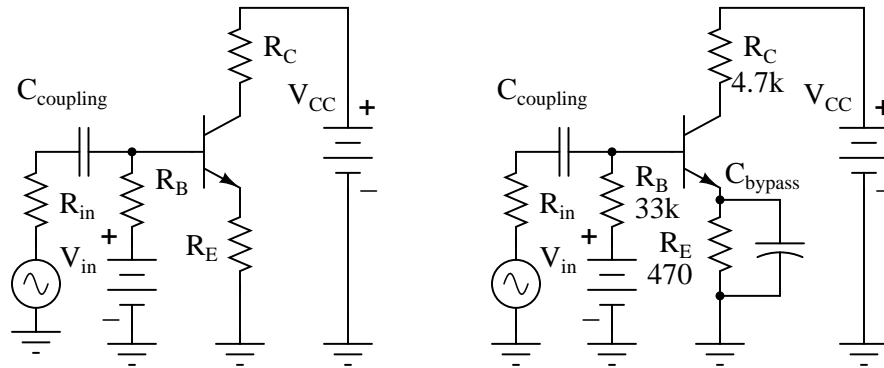 R_C
C_coupling
V_CC
+
−
R_B
R_in
+
V_in
R_E
−
R_C
4.7k
C_coupling
V_CC
+
−
C_bypass
R_B
33k
R_in
+
V_in
R_E
470
−